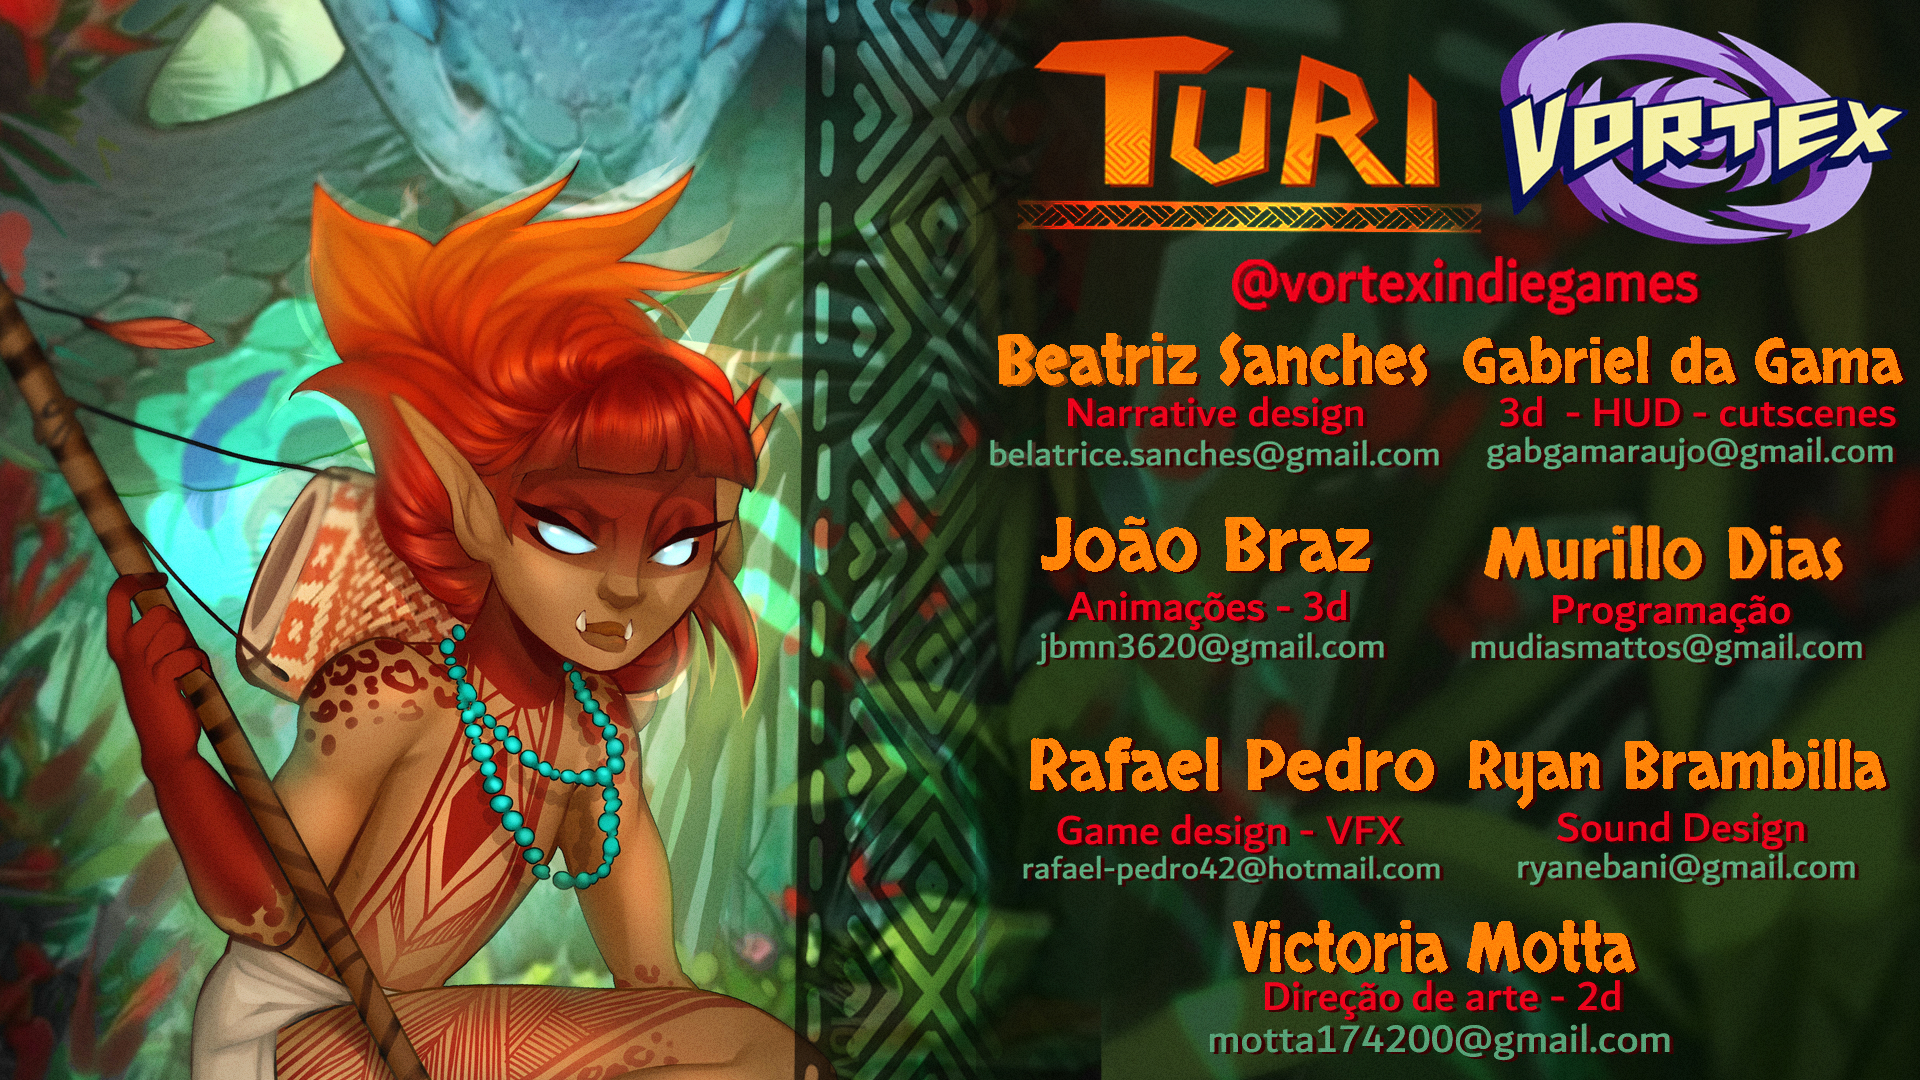 TURI
VORTEX
@vortexindiegames
Beatriz Sanches
Narrative design
belatrice.sanches@gmail.com
Gabriel da Gama
3d - HUD - cutscenes
gabgamaraujo@gmail.com
João Braz
Animações - 3d
jbmn3620@gmail.com
Murillo Dias
Programação
mudiasmattos@gmail.com
Rafael Pedro
Game design - VFX
rafael-pedro42@hotmail.com
Ryan Brambilla
Sound Design
ryanebani@gmail.com
Victoria Motta
Direção de arte - 2d
motta174200@gmail.com